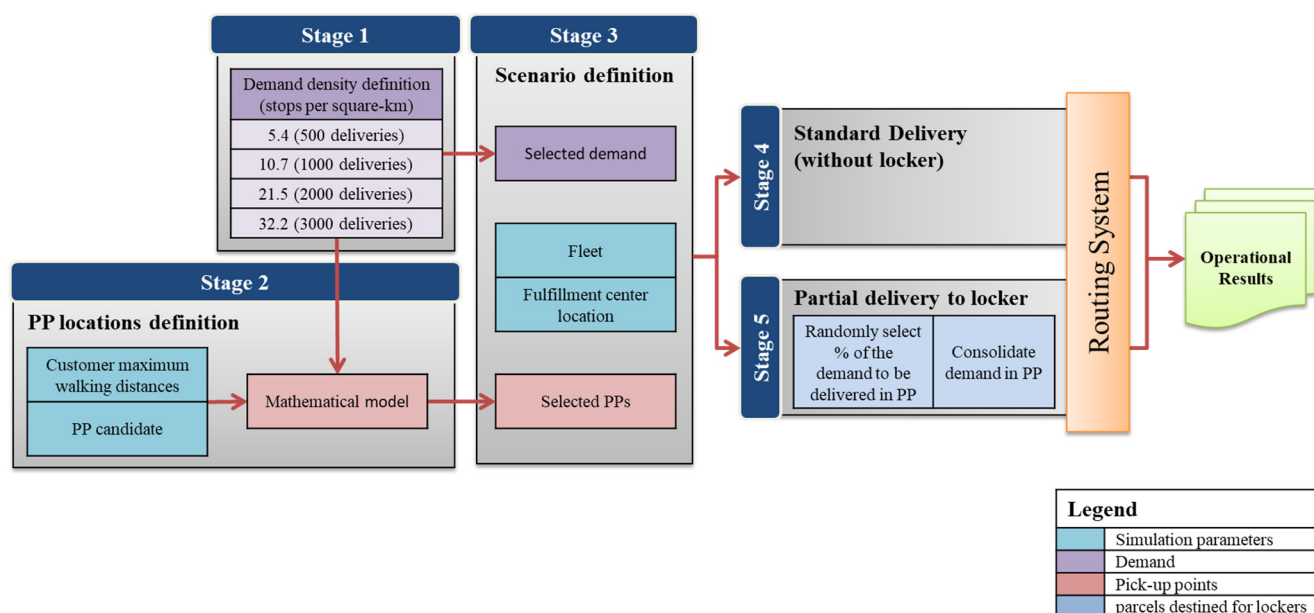 Stage 1
Demand density definition
(stops per square-km)
5.4 (500 deliveries)
10.7 (1000 deliveries)
21.5 (2000 deliveries)
32.2 (3000 deliveries)
Stage 2
PP locations definition
Customer maximum
walking distances
PP candidate
Mathematical model
Stage 3
Scenario definition
Selected demand
Fleet
Fulfillment center
location
Selected PPs
Stage 4
Standard Delivery
(without locker)
Stage 5
Partial delivery to locker
Randomly select
% of the
demand to be
delivered in PP
Consolidate
demand in PP
Routing System
Operational
Results
Legend
Simulation parameters
Demand
Pick-up points
parcels destined for lockers